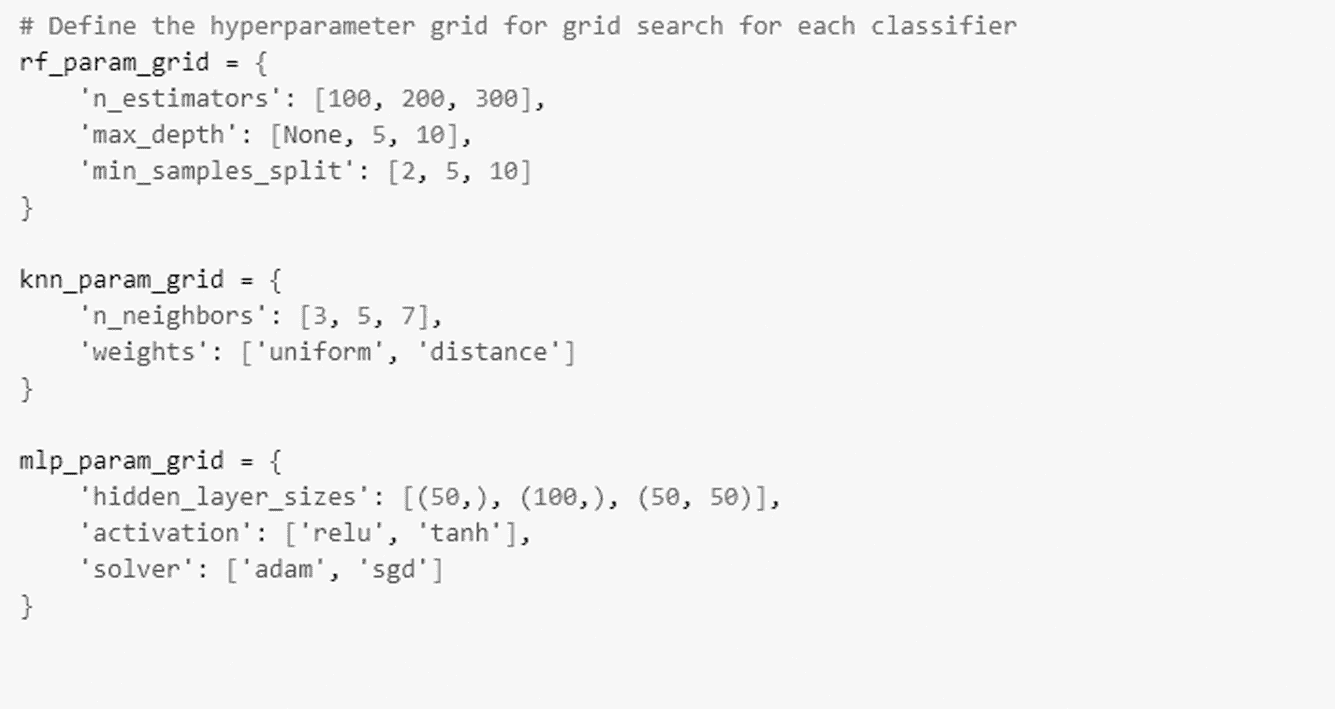 # Define the hyperparameter grid for grid search for each classifier
rf_param_grid = {
    'n_estimators': [100, 200, 300],
    'max_depth': [None, 5, 10],
    'min_samples_split': [2, 5, 10]
}

knn_param_grid = {
    'n_neighbors': [3, 5, 7],
    'weights': ['uniform', 'distance']
}

mlp_param_grid = {
    'hidden_layer_sizes': [(50,), (100,), (50, 50)],
    'activation': ['relu', 'tanh'],
    'solver': ['adam', 'sgd']
}